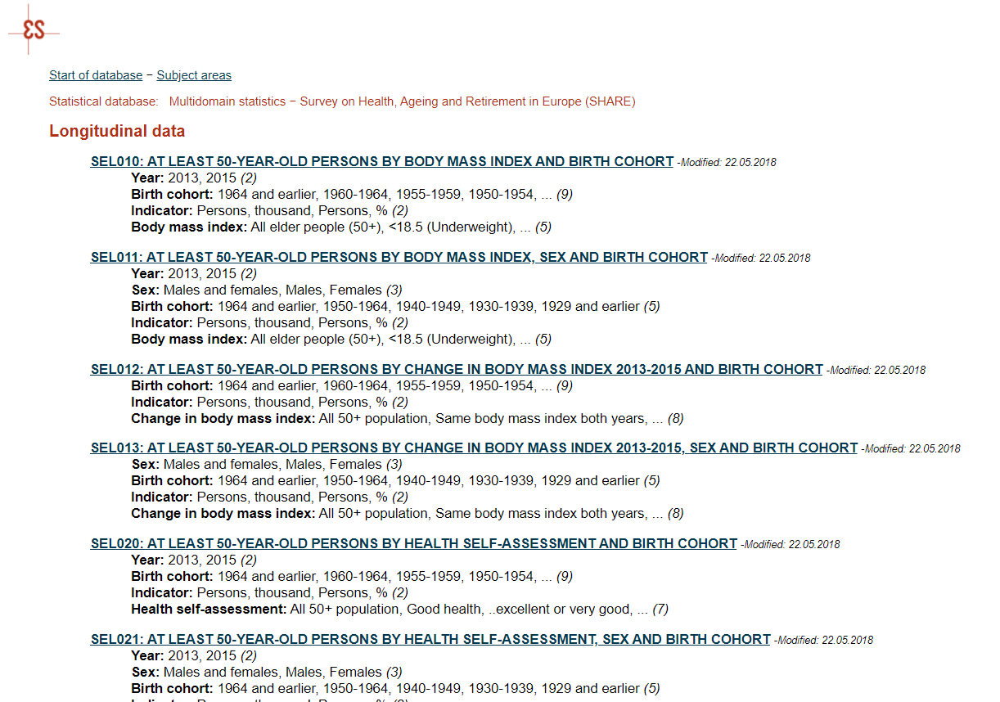 ES
Start of database − Subject areas
Statistical database: Multidomain statistics − Survey on Health, Ageing and Retirement in Europe (SHARE)
Longitudinal data
SEL010: AT LEAST 50-YEAR-OLD PERSONS BY BODY MASS INDEX AND BIRTH COHORT -Modified: 22.05.2018
Year: 2013, 2015 (2)
Birth cohort: 1964 and earlier, 1960-1964, 1955-1959, 1950-1954, ... (9)
Indicator: Persons, thousand, Persons, % (2)
Body mass index: All elder people (50+), <18.5 (Underweight), ... (5)
SEL011: AT LEAST 50-YEAR-OLD PERSONS BY BODY MASS INDEX, SEX AND BIRTH COHORT -Modified: 22.05.2018
Year: 2013, 2015 (2)
Sex: Males and females, Males, Females (3)
Birth cohort: 1964 and earlier, 1950-1964, 1940-1949, 1930-1939, 1929 and earlier (5)
Indicator: Persons, thousand, Persons, % (2)
Body mass index: All elder people (50+), <18.5 (Underweight), ... (5)
SEL012: AT LEAST 50-YEAR-OLD PERSONS BY CHANGE IN BODY MASS INDEX 2013-2015 AND BIRTH COHORT -Modified: 22.05.2018
Birth cohort: 1964 and earlier, 1960-1964, 1955-1959, 1950-1954, ... (9)
Indicator: Persons, thousand, Persons, % (2)
Change in body mass index: All 50+ population, Same body mass index both years, ... (8)
SEL013: AT LEAST 50-YEAR-OLD PERSONS BY CHANGE IN BODY MASS INDEX 2013-2015, SEX AND BIRTH COHORT -Modified: 22.05.2018
Sex: Males and females, Males, Females (3)
Birth cohort: 1964 and earlier, 1950-1964, 1940-1949, 1930-1939, 1929 and earlier (5)
Indicator: Persons, thousand, Persons, % (2)
Change in body mass index: All 50+ population, Same body mass index both years, ... (8)
SEL020: AT LEAST 50-YEAR-OLD PERSONS BY HEALTH SELF-ASSESSMENT AND BIRTH COHORT -Modified: 22.05.2018
Year: 2013, 2015 (2)
Birth cohort: 1964 and earlier, 1960-1964, 1955-1959, 1950-1954, ... (9)
Indicator: Persons, thousand, Persons, % (2)
Health self-assessment: All 50+ population, Good health, ..excellent or very good, ... (7)
SEL021: AT LEAST 50-YEAR-OLD PERSONS BY HEALTH SELF-ASSESSMENT, SEX AND BIRTH COHORT -Modified: 22.05.2018
Year: 2013, 2015 (2)
Sex: Males and females, Males, Females (3)
Birth cohort: 1964 and earlier, 1950-1964, 1940-1949, 1930-1939, 1929 and earlier (5)